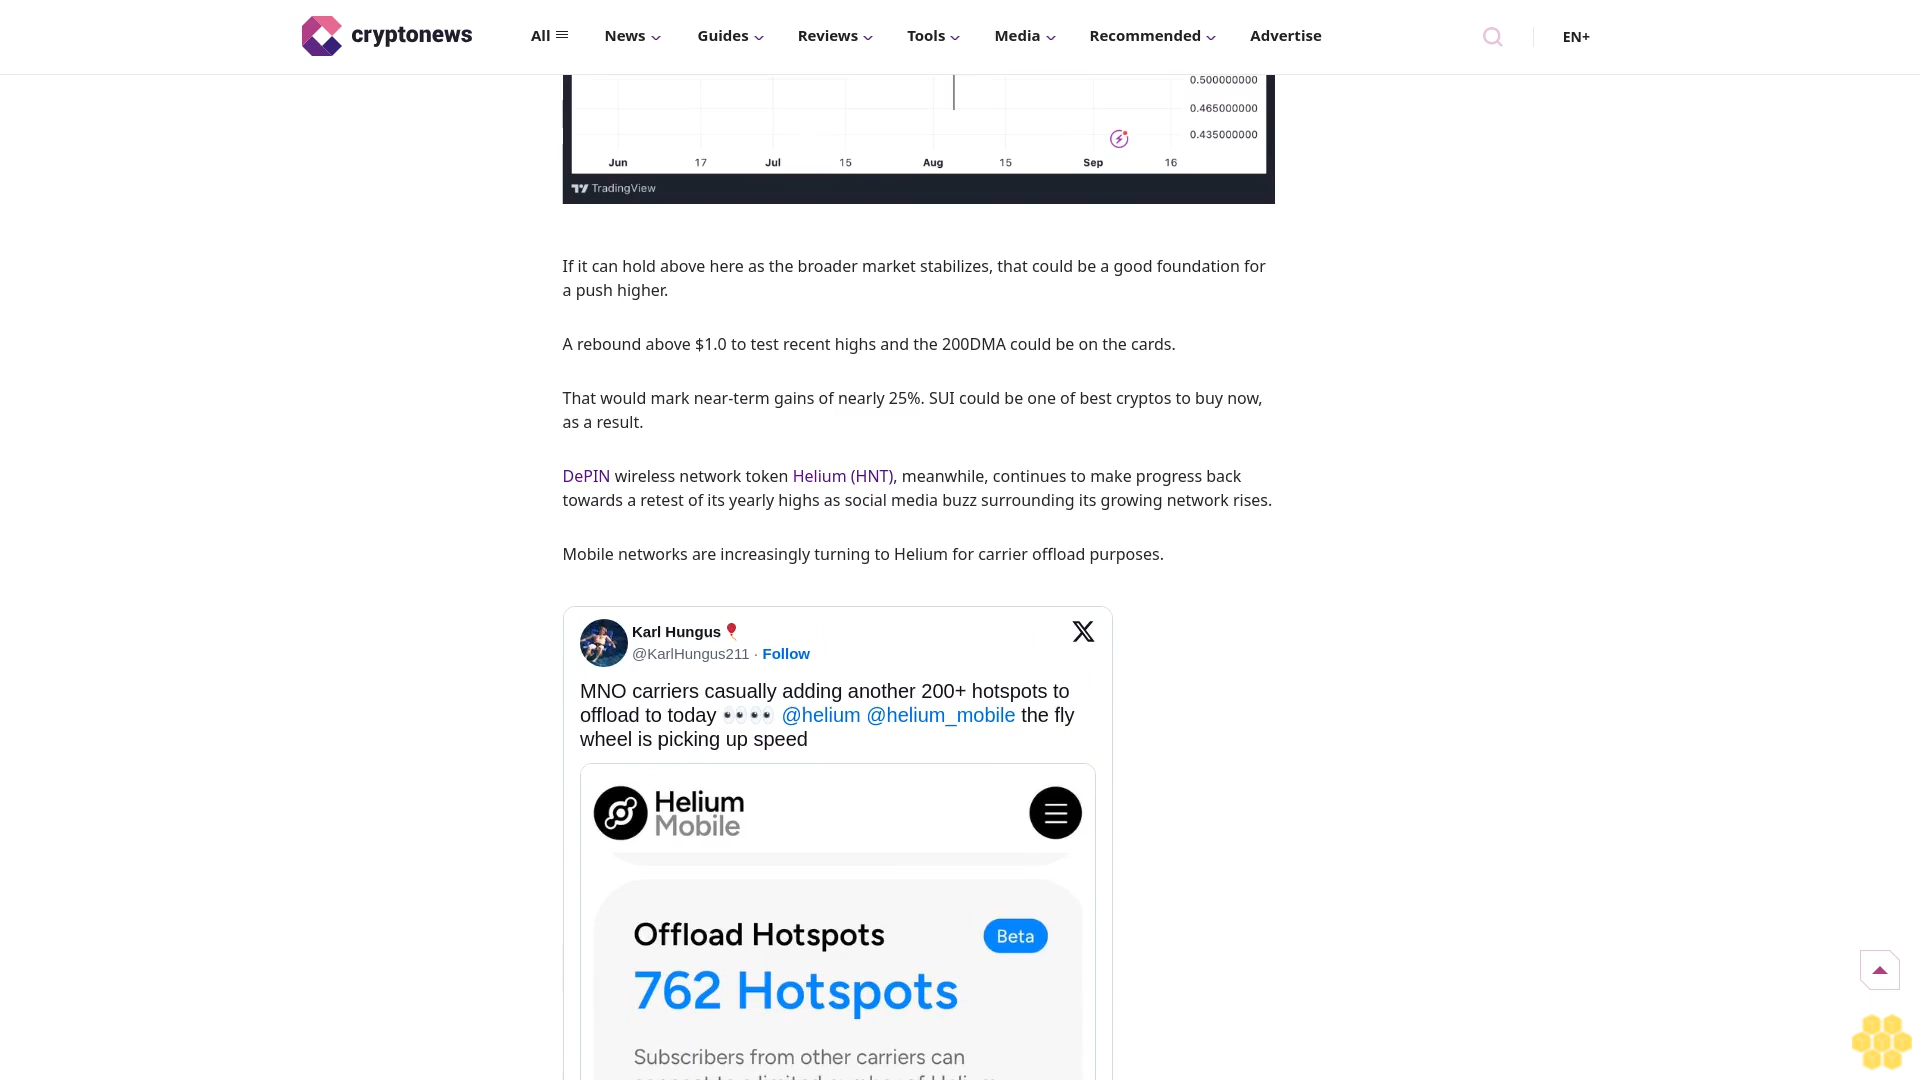 cryptonews
All
News
Guides
Reviews
Tools
Media
Recommended
Advertise
EN+
0.500000000
0.465000000
0.435000000
Jun 17 Jul 15 Aug 15 Sep 16
TradingView
If it can hold above here as the broader market stabilizes, that could be a good foundation for
a push higher.
A rebound above $1.0 to test recent highs and the 200DMA could be on the cards.
That would mark near-term gains of nearly 25%. SUI could be one of best cryptos to buy now,
as a result.
DePIN wireless network token Helium (HNT), meanwhile, continues to make progress back
towards a retest of its yearly highs as social media buzz surrounding its growing network rises.
Mobile networks are increasingly turning to Helium for carrier offload purposes.
Karl Hungus🎈
@KarlHungus211 · Follow
MNO carriers casually adding another 200+ hotspots to
offload to today 👀👀 @helium @helium_mobile the fly
wheel is picking up speed
Helium
Mobile
Offload Hotspots
Beta
762 Hotspots
Subscribers from other carriers can